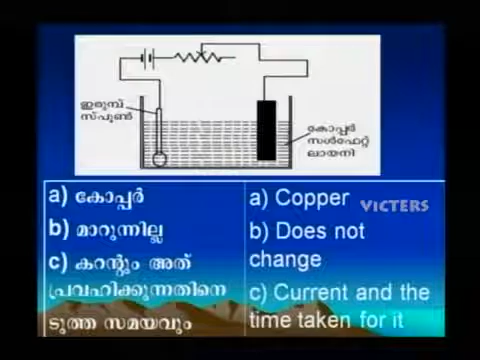 ഇരുമ്പ്
സ്പൂൺ
കോപ്പർ
സൾഫേറ്റ്
ലായനി
a) കോപ്പർ
b) മാറുന്നില്ല
c) കറന്റും അത്
പ്രവഹിക്കുന്നതിനെ
ടുത്ത സമയവും
a) Copper
VICTERS
b) Does not
change
c) Current and the
time taken for it